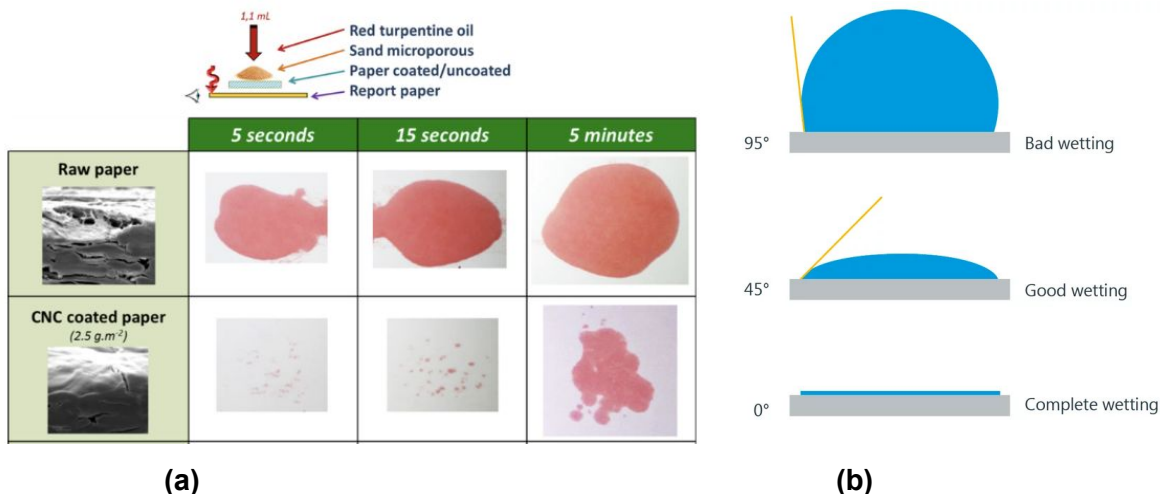 1,1 mL
Red turpentine oil
Sand microporous
Paper coated/uncoated
Report paper
5 seconds 15 seconds 5 minutes
Raw paper
CNC coated paper
(2.5 g.m⁻²)
(a)
95° Bad wetting
45° Good wetting
0° Complete wetting
(b)